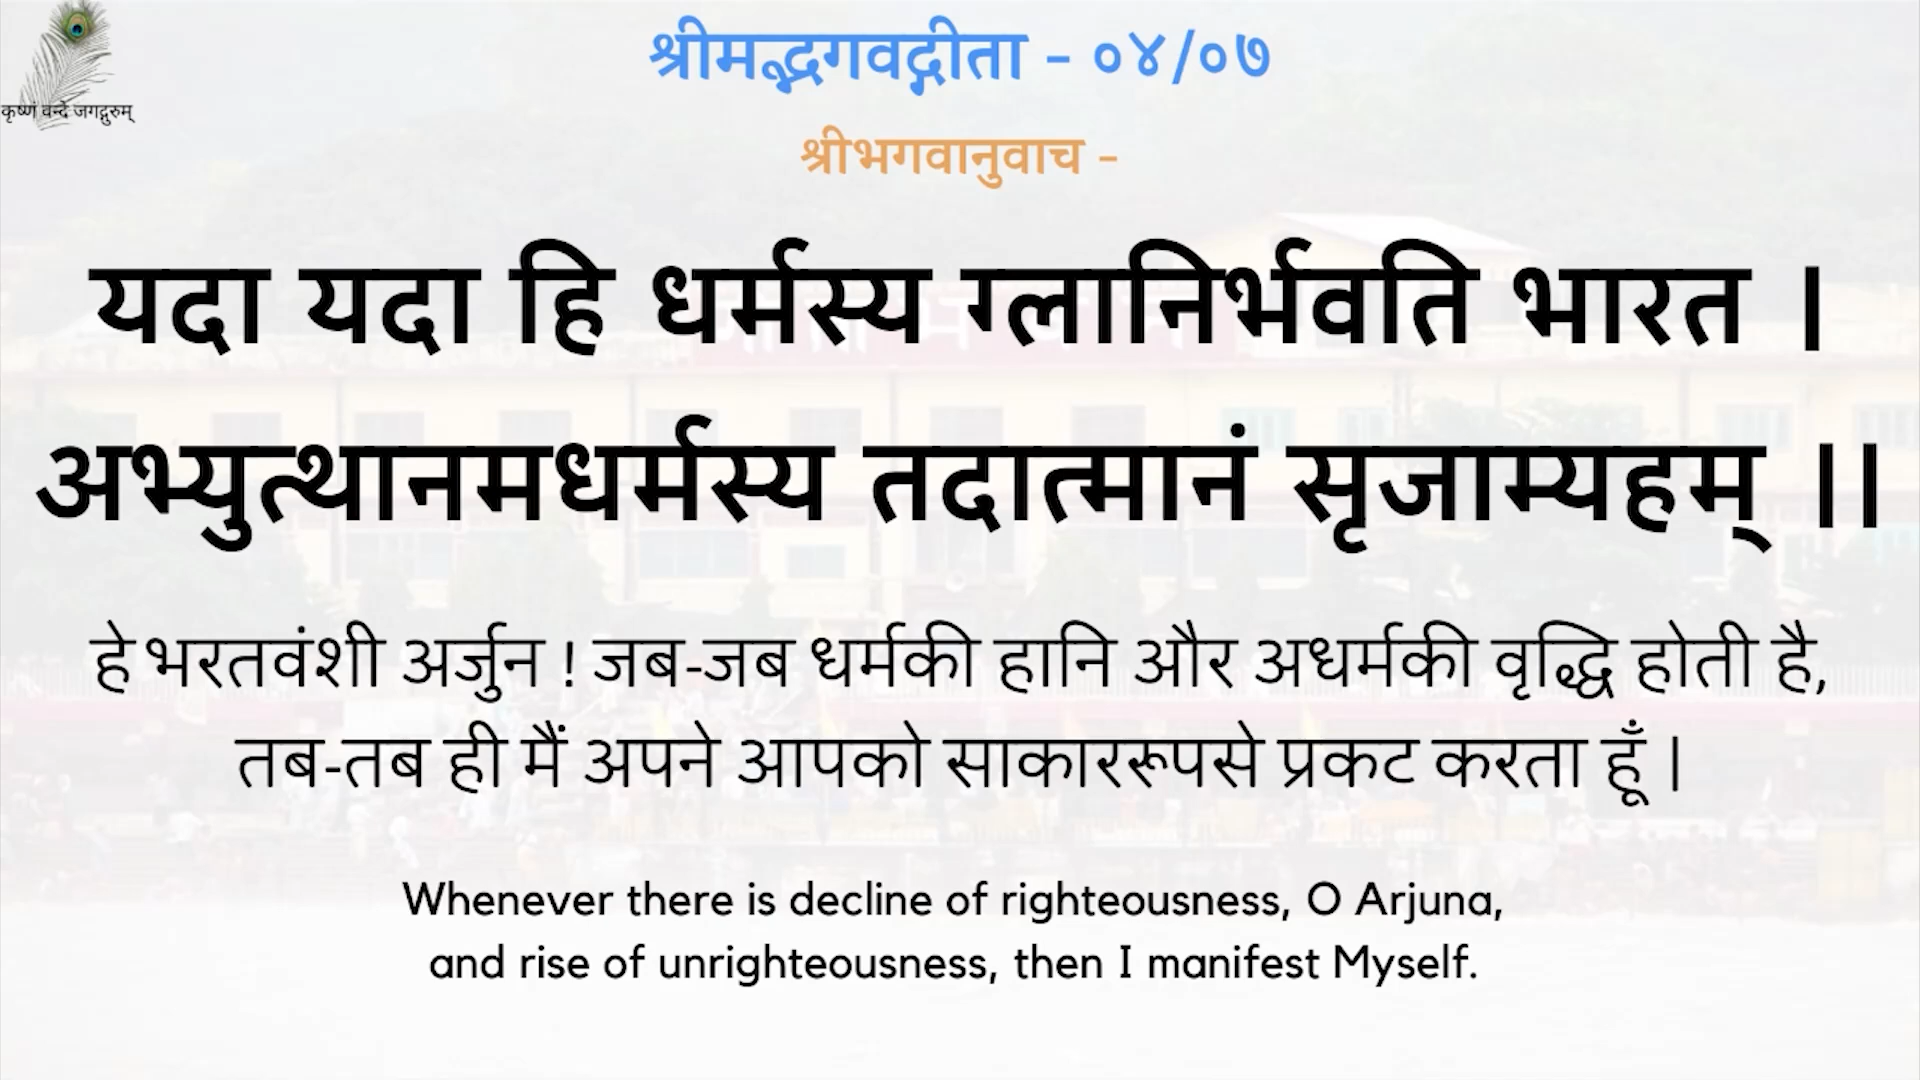 श्रीमद्भगवद्गीता - ०४/०७
कृष्णं वन्दे जगद्गुरुम्
श्रीभगवानुवाच -
यदा यदा हि धर्मस्य ग्लानिर्भवति भारत ।
अभ्युत्थानमधर्मस्य तदात्मानं सृजाम्यहम् ।।
हे भरतवंशी अर्जुन ! जब-जब धर्मकी हानि और अधर्मकी वृद्धि होती है,
तब-तब ही मैं अपने आपको साकाररूपसे प्रकट करता हूँ |
Whenever there is decline of righteousness, O Arjuna,
and rise of unrighteousness, then I manifest Myself.